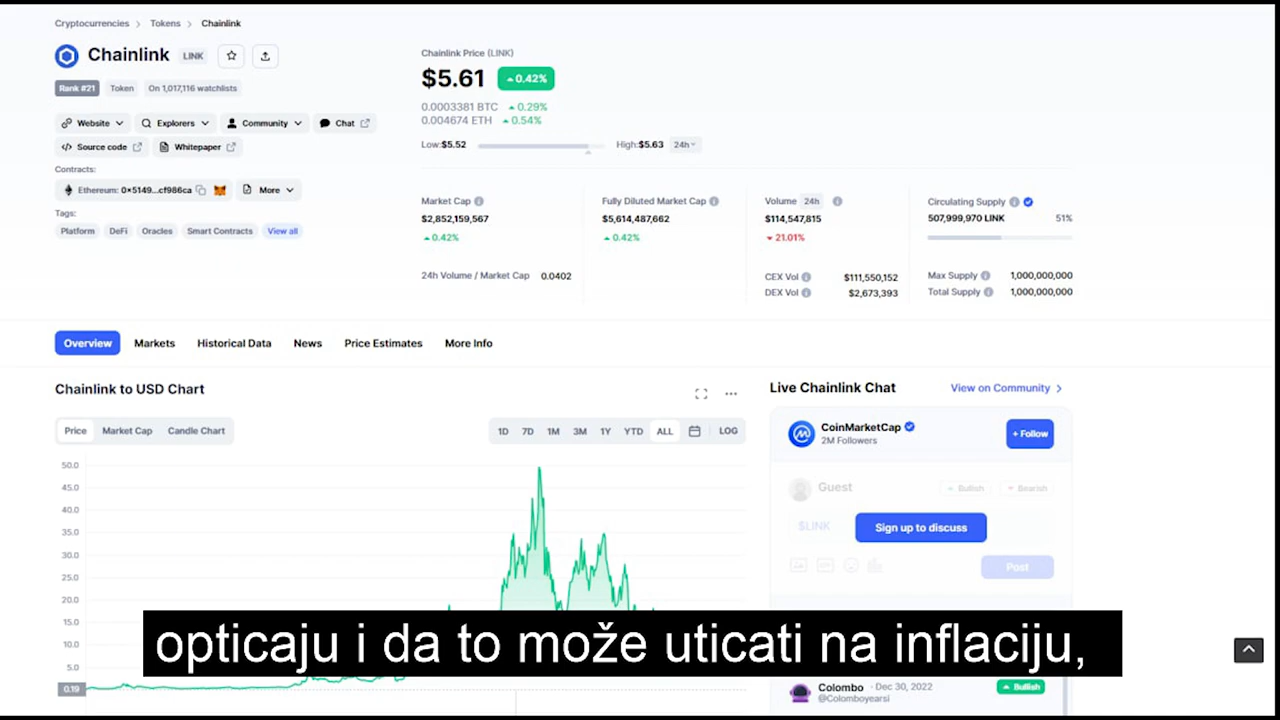 Cryptocurrencies > Tokens > Chainlink
Chainlink LINK
Rank #21 Token On 1,017,116 watchlists
Website Explorers Community Chat
Source code Whitepaper
Contracts:
Ethereum: 0x5149...cf986ca More
Tags:
Platform DeFi Oracles Smart Contracts View all
Chainlink Price (LINK)
$5.61 0.42%
0.0003381 BTC 0.29%
0.004674 ETH 0.54%
Low:$5.52 High:$5.63 24h
Market Cap
$2,852,159,567
0.42%
24h Volume / Market Cap 0.0402
Fully Diluted Market Cap
$5,614,487,662
0.42%
Volume 24h
$114,547,815
21.01%
CEX Vol $111,550,152
DEX Vol $2,673,393
Circulating Supply
507,999,970 LINK 51%
Max Supply 1,000,000,000
Total Supply 1,000,000,000
Overview Markets Historical Data News Price Estimates More Info
Chainlink to USD Chart
Price Market Cap Candle Chart
1D 7D 1M 3M 1Y YTD ALL LOG
50.0
45.0
40.0
35.0
30.0
25.0
20.0
15.0
10.0
5.0
0.19
Live Chainlink Chat View on Community >
CoinMarketCap
2M Followers
+ Follow
Guest Bullish Bearish
$LINK
Sign up to discuss
GIF
Post
opticaju i da to može uticati na inflaciju,
Colombo · Dec 30, 2022 Bullish
@Colomboyearsi